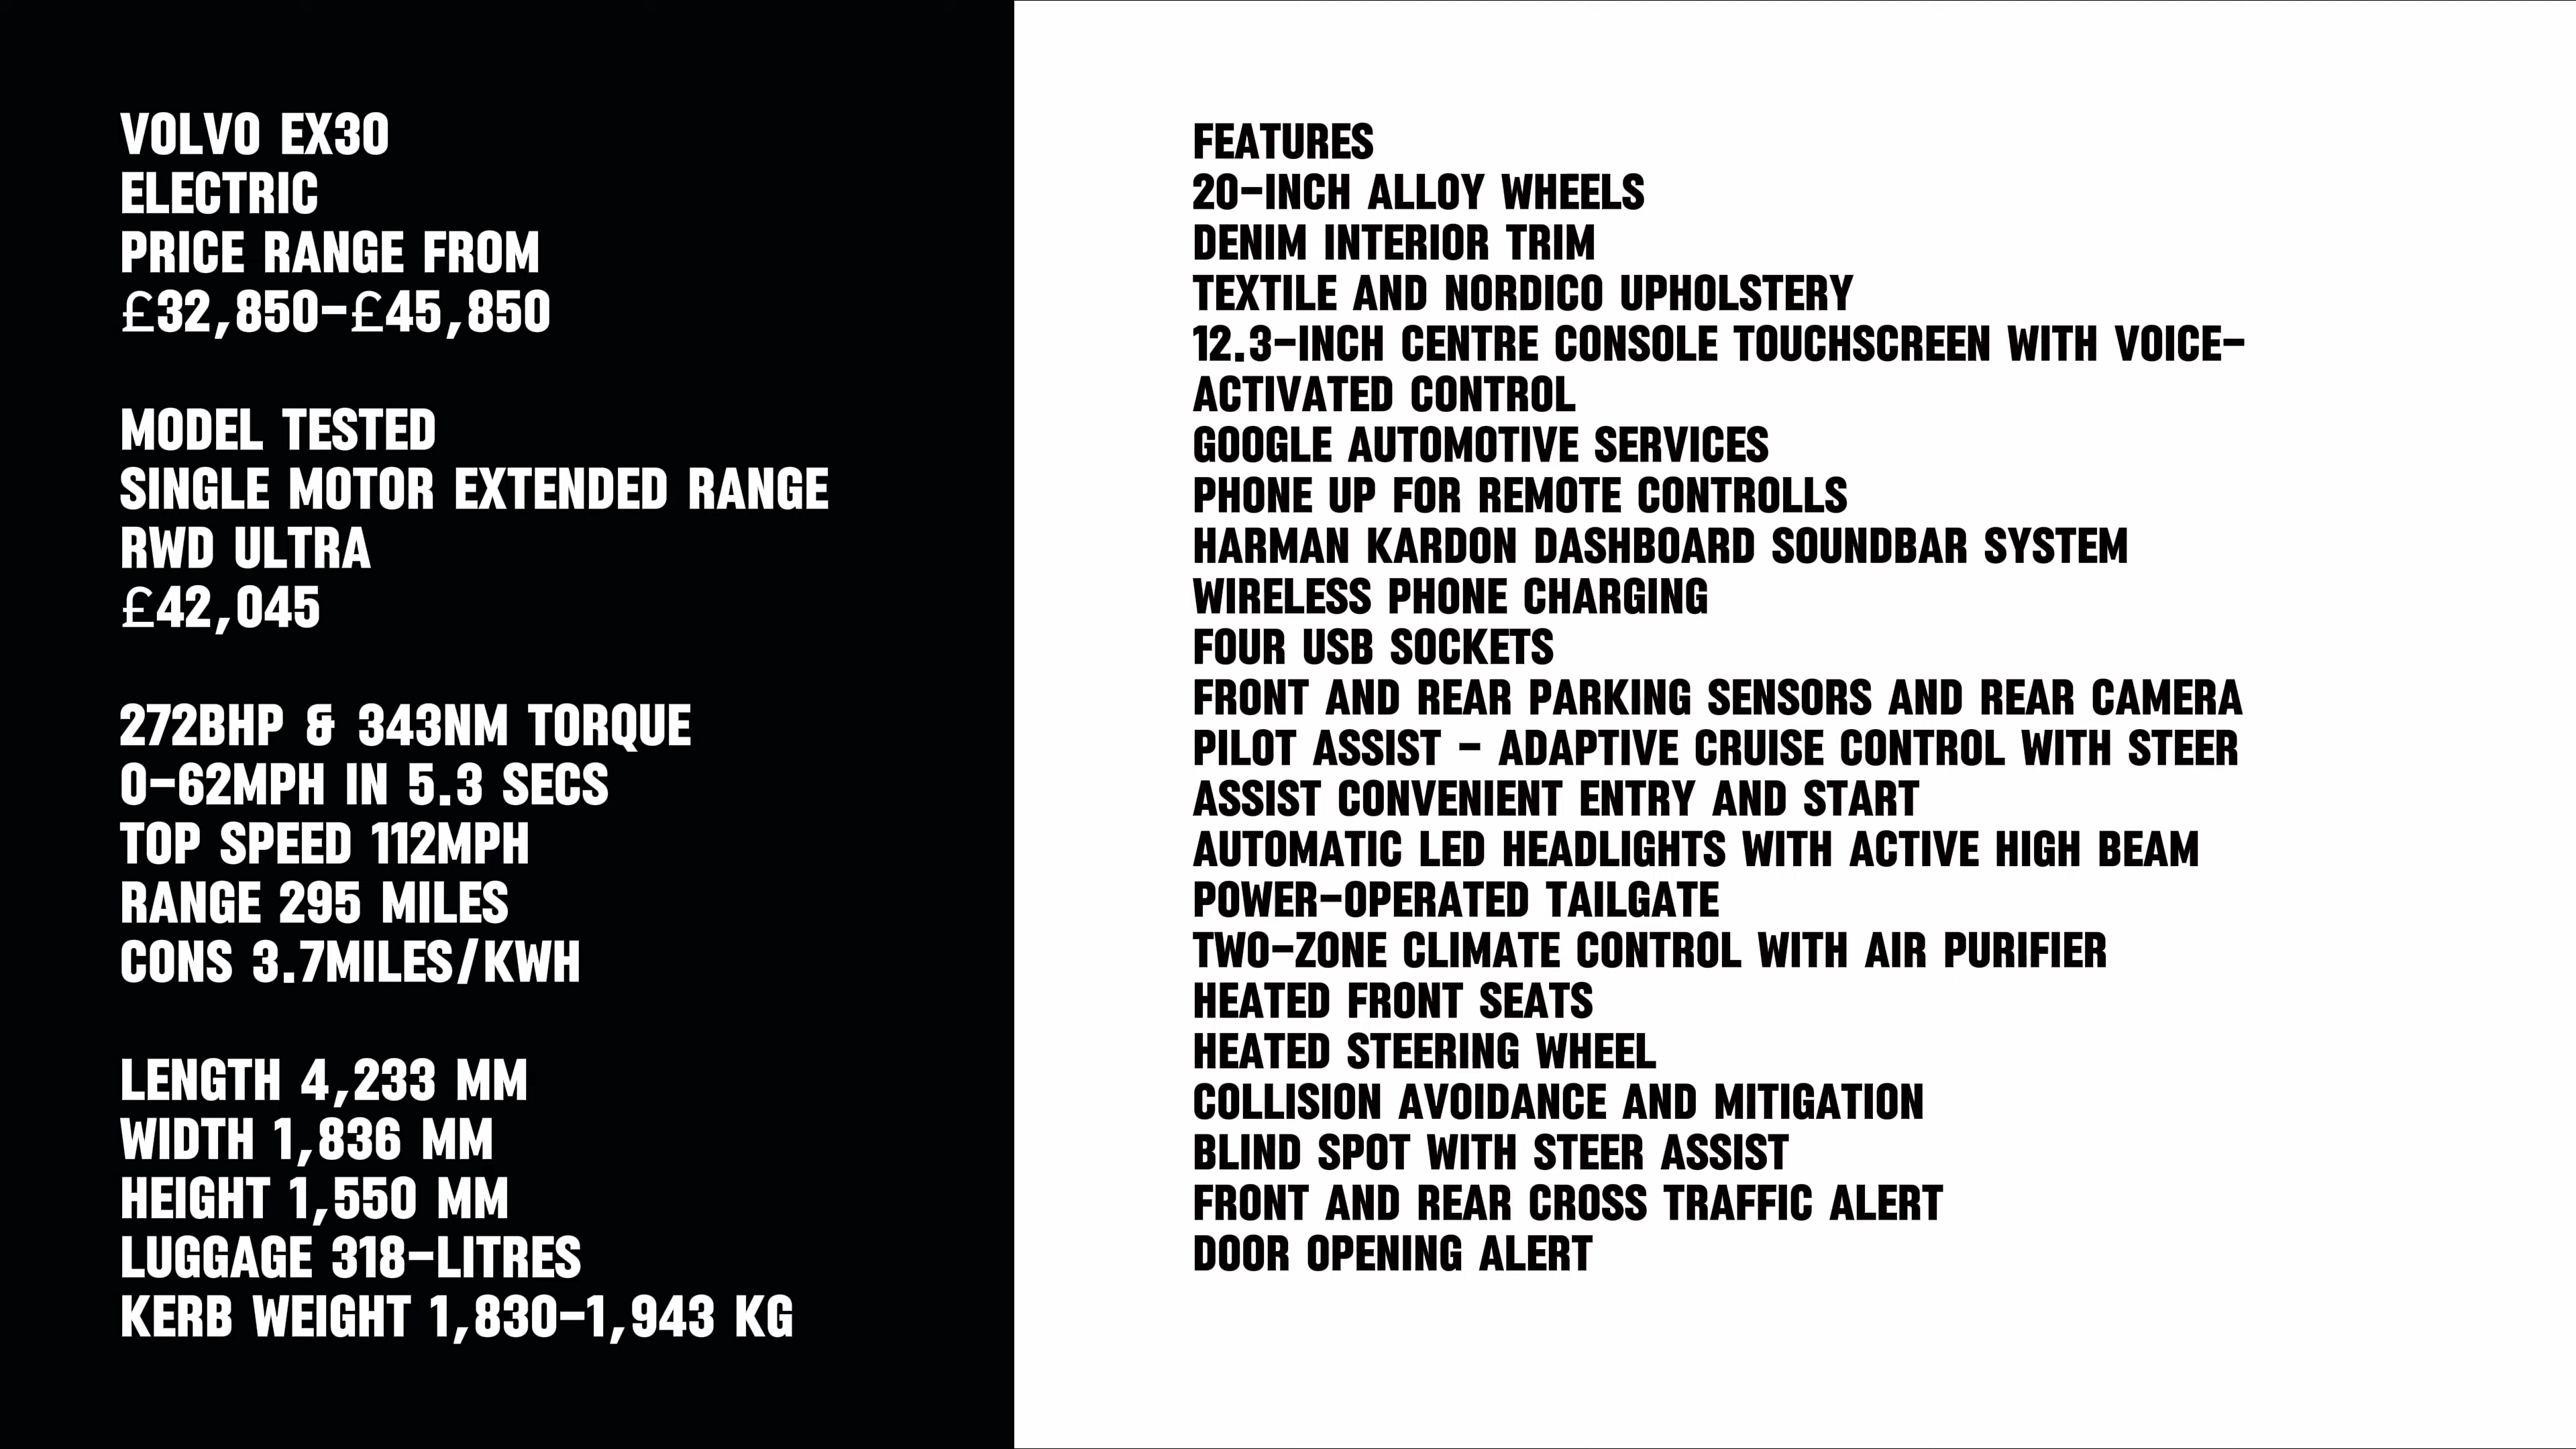 VOLVO EX30
ELECTRIC
PRICE RANGE FROM
£32,850-£45,850
MODEL TESTED
SINGLE MOTOR EXTENDED RANGE
RWD ULTRA
£42,045
272BHP & 343NM TORQUE
0-62MPH IN 5.3 SECS
TOP SPEED 112MPH
RANGE 295 MILES
CONS 3.7MILES/KWH
LENGTH 4,233 MM
WIDTH 1,836 MM
HEIGHT 1,550 MM
LUGGAGE 318-LITRES
KERB WEIGHT 1,830-1,943 KG
FEATURES
20-INCH ALLOY WHEELS
DENIM INTERIOR TRIM
TEXTILE AND NORDICO UPHOLSTERY
12.3-INCH CENTRE CONSOLE TOUCHSCREEN WITH VOICE-
ACTIVATED CONTROL
GOOGLE AUTOMOTIVE SERVICES
PHONE UP FOR REMOTE CONTROLLS
HARMAN KARDON DASHBOARD SOUNDBAR SYSTEM
WIRELESS PHONE CHARGING
FOUR USB SOCKETS
FRONT AND REAR PARKING SENSORS AND REAR CAMERA
PILOT ASSIST - ADAPTIVE CRUISE CONTROL WITH STEER
ASSIST CONVENIENT ENTRY AND START
AUTOMATIC LED HEADLIGHTS WITH ACTIVE HIGH BEAM
POWER-OPERATED TAILGATE
TWO-ZONE CLIMATE CONTROL WITH AIR PURIFIER
HEATED FRONT SEATS
HEATED STEERING WHEEL
COLLISION AVOIDANCE AND MITIGATION
BLIND SPOT WITH STEER ASSIST
FRONT AND REAR CROSS TRAFFIC ALERT
DOOR OPENING ALERT